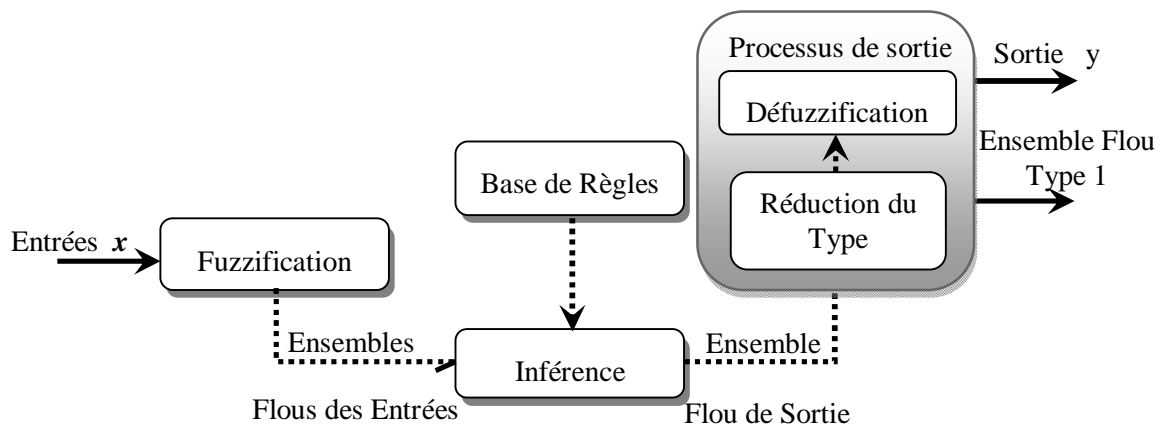 Processus de sortie
Défuzzification
Réduction du
Type
Sortie y
Ensemble Flou
Type 1
Base de Règles
Entrées x
Fuzzification
Ensembles
Flous des Entrées
Inférence
Ensemble
Flou de Sortie